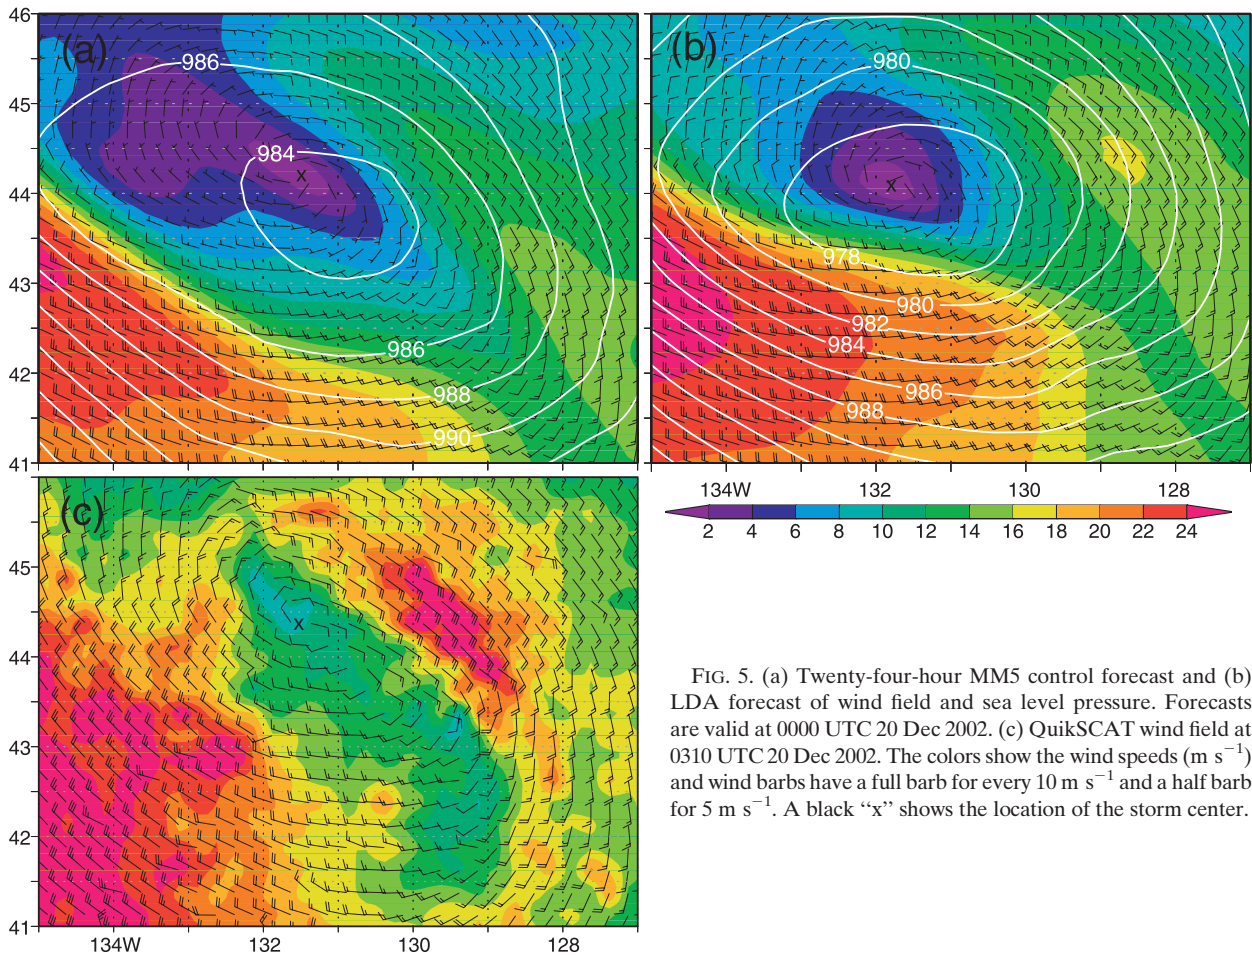 46
(a)
986
45
984
x
44
43
986
42
988
990
41
(b)
980
x
978
980
982
984
986
988
134W 132 130 128
2 4 6 8 10 12 14 16 18 20 22 24
(c)
45
x
44
43
42
41
134W 132 130 128
FIG. 5. (a) Twenty-four-hour MM5 control forecast and (b)
LDA forecast of wind field and sea level pressure. Forecasts
are valid at 0000 UTC 20 Dec 2002. (c) QuikSCAT wind field at
0310 UTC 20 Dec 2002. The colors show the wind speeds (m s⁻¹)
and wind barbs have a full barb for every 10 m s⁻¹ and a half barb
for 5 m s⁻¹. A black “x” shows the location of the storm center.